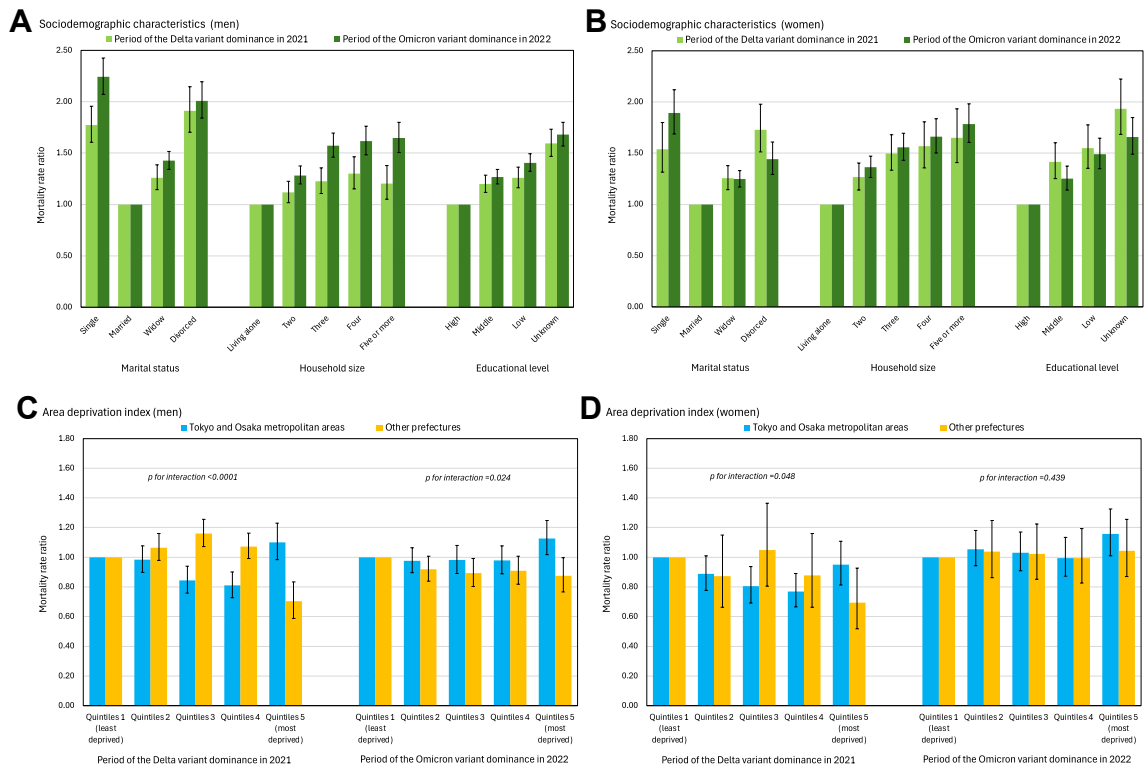 A Sociodemographic characteristics (men)
Period of the Delta variant dominance in 2021
Period of the Omicron variant dominance in 2022
2.50
2.00
1.50
1.00
0.50
0.00
Mortality rate ratio
Single
Married
Widow
Divorced
Living alone
Two
Three
Four
Five or more
High
Middle
Low
Unknown
Marital status
Household size
Educational level
B Sociodemographic characteristics (women)
Period of the Delta variant dominance in 2021
Period of the Omicron variant dominance in 2022
2.50
2.00
1.50
1.00
0.50
0.00
Mortality rate ratio
Single
Married
Widow
Divorced
Living alone
Two
Three
Four
Five or more
High
Middle
Low
Unknown
Marital status
Household size
Educational level
C Area deprivation index (men)
Tokyo and Osaka metropolitan areas
Other prefectures
1.80
1.60
1.40
1.20
1.00
0.80
0.60
0.40
0.20
0.00
Mortality rate ratio
p for interaction <0.0001
p for interaction =0.024
Quintiles 1
(least
deprived)
Quintiles 2
Quintiles 3
Quintiles 4
Quintiles 5
(most
deprived)
Quintiles 1
(least
deprived)
Quintiles 2
Quintiles 3
Quintiles 4
Quintiles 5
(most
deprived)
Period of the Delta variant dominance in 2021
Period of the Omicron variant dominance in 2022
D Area deprivation index (women)
Tokyo and Osaka metropolitan areas
Other prefectures
1.80
1.60
1.40
1.20
1.00
0.80
0.60
0.40
0.20
0.00
Mortality rate ratio
p for interaction =0.048
p for interaction =0.439
Quintiles 1
(least
deprived)
Quintiles 2
Quintiles 3
Quintiles 4
Quintiles 5
(most
deprived)
Quintiles 1
(least
deprived)
Quintiles 2
Quintiles 3
Quintiles 4
Quintiles 5
(most
deprived)
Period of the Delta variant dominance in 2021
Period of the Omicron variant dominance in 2022